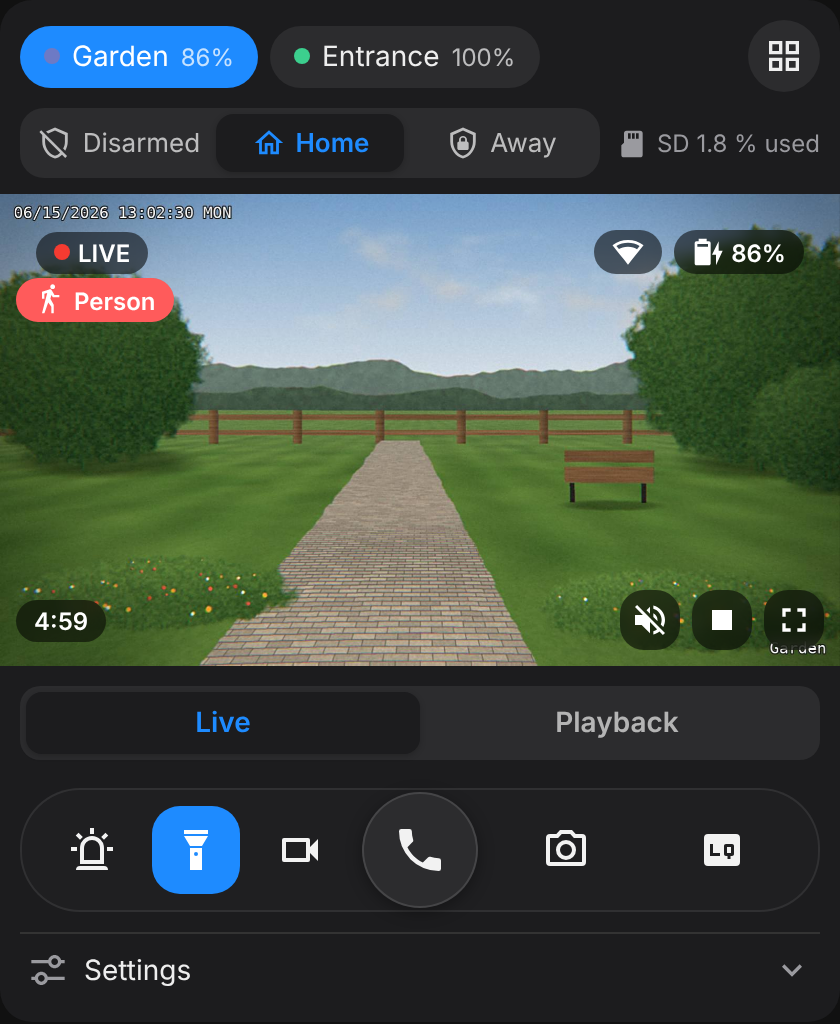 Garden 86%
Entrance 100%
Disarmed
Home
Away
SD 1.8 % used
06/15/2026 13:02:30 MON
LIVE
86%
Person
4:59
Garden
Live
Playback
LQ
Settings